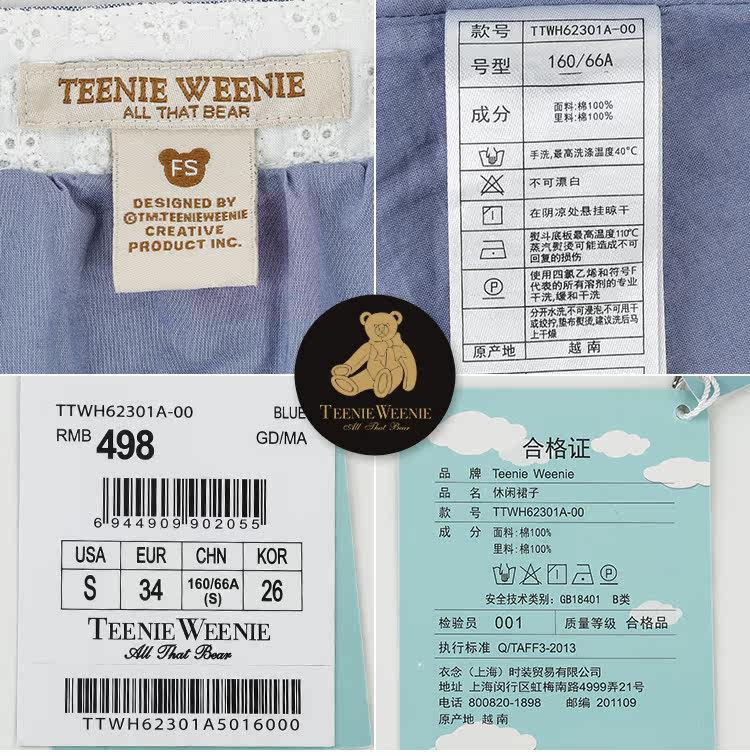 TEENIE WEENIE
ALL THAT BEAR
FS
DESIGNED BY
©TM.TEENIEWEENIE
CREATIVE
PRODUCT INC.
款号 TTWH62301A-00
号型 160/66A
成分 面料:棉100%
里料:棉100%
手洗,最高洗涤温度40℃
不可漂白
在阴凉处悬挂晾干
熨斗底板最高温度110℃
蒸汽熨烫可能造成不可
回复的损伤
P 使用四氯乙烯和符号F
代表的所有溶剂的专业
干洗,缓和干洗
分开水洗,不可浸泡,不可用干
或绞拧,垫布熨烫,建议洗后马
上干燥
原产地 越南
TEENIE WEENIE
All That Bear
TTWH62301A-00 BLUE
RMB 498 GD/MA
6 944909 902055
USA EUR CHN KOR
S 34 160/66A (S) 26
TEENIE WEENIE
All That Bear
TTWH62301A5016000
合格证
品牌 Teenie Weenie
品名 休闲裙子
款号 TTWH62301A-00
成分 面料:棉100%
里料:棉100%
P
安全技术类别: GB18401 B类
检验员 001 质量等级 合格品
执行标准 Q/TAFF3-2013
衣念（上海）时装贸易有限公司
地址 上海闵行区虹梅南路4999弄21号
电话 800820-1898 邮编 201109
原产地 越南